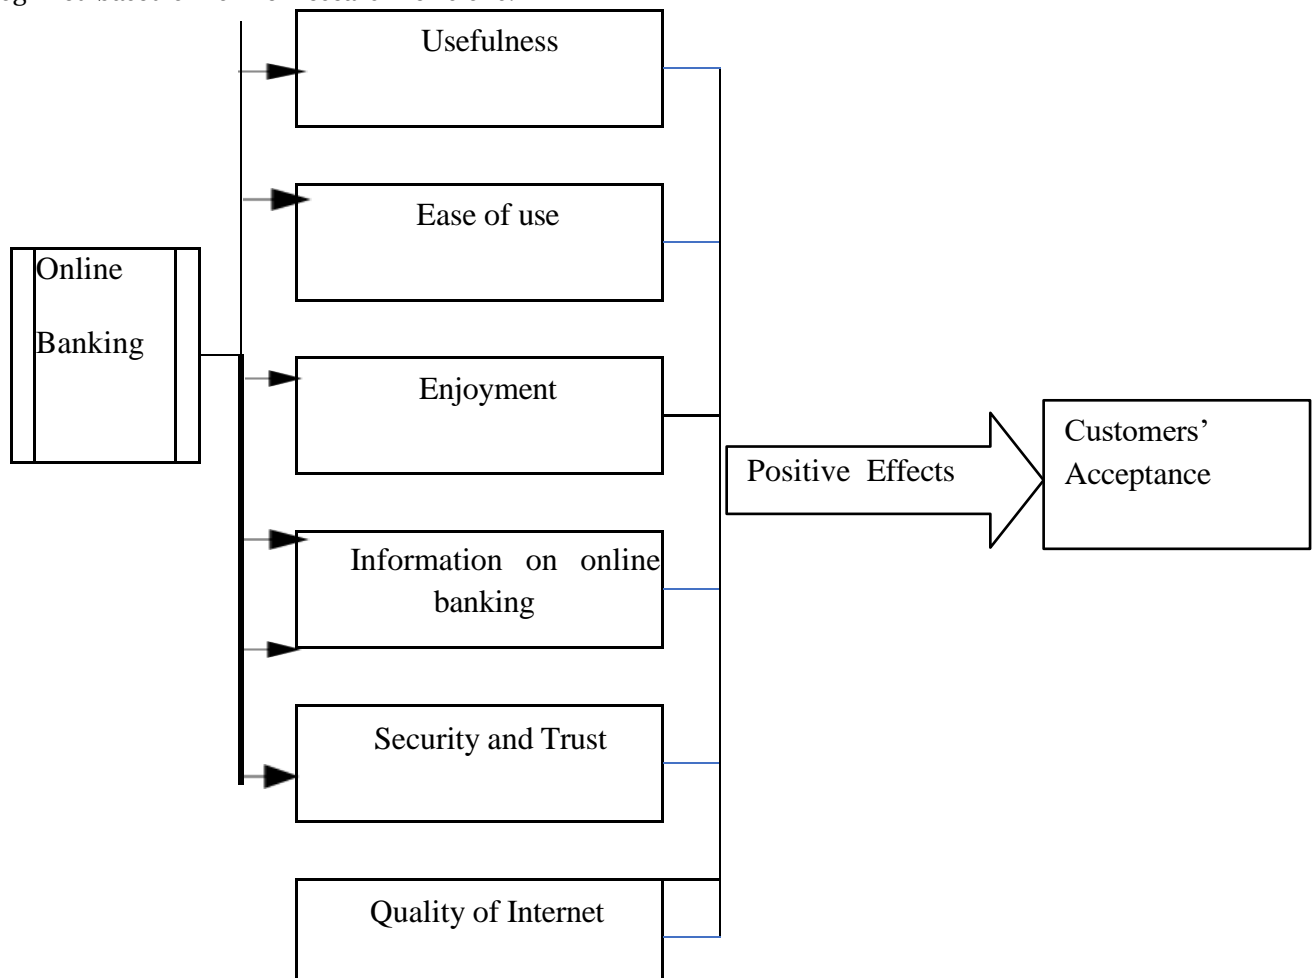 Usefulness
Ease of use
Online
Banking
Enjoyment
Customers’
Acceptance
Positive Effects
Information on online
banking
Security and Trust
Quality of Internet